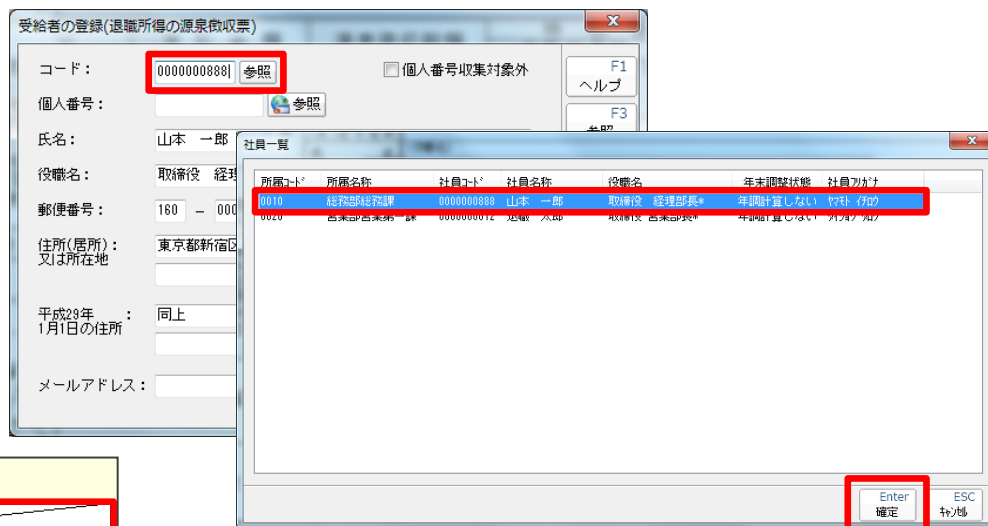 受給者の登録(退職所得の源泉徴収票)
コード： 0000000888 参照 個人番号収集対象外 F1 ヘルプ
個人番号： 参照 F3
氏名： 山本 一郎
役職名： 取締役 経理
郵便番号： 160 － 000
住所(居所)： 東京都新宿区
又は所在地
平成29年 ： 同上
1月1日の住所
メールアドレス：
社員一覧
所属ｺｰﾄﾞ 所属名称 社員ｺｰﾄﾞ 社員名称 役職名 年末調整状態 社員ﾌﾘｶﾞﾅ
0010 総務部総務課 0000000888 山本 一郎 取締役 経理部長* 年調計算しない ﾔﾏﾓﾄ ｲﾁﾛｳ
0020 営業部営業第一課 0000000012 退職 太郎 取締役 営業部長* 年調計算しない
Enter ESC
確定 ｷｬﾝｾﾙ